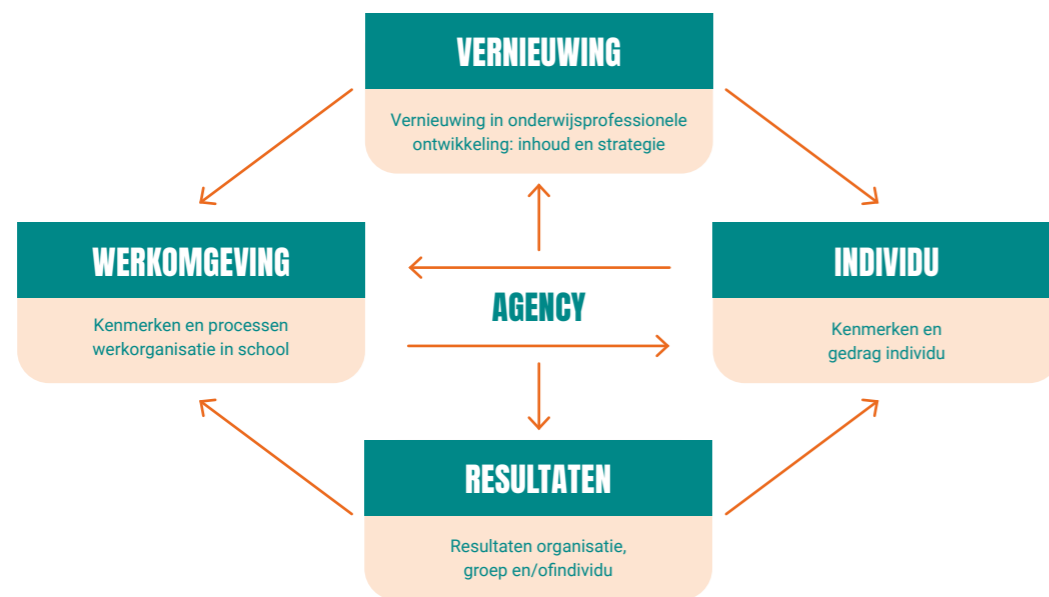 VERNIEUWING
Vernieuwing in onderwijsprofessionele
ontwikkeling: inhoud en strategie
WERKOMGEVING
Kenmerken en processen
werkorganisatie in school
AGENCY
INDIVIDU
Kenmerken en
gedrag individu
RESULTATEN
Resultaten organisatie,
groep en/ofindividu